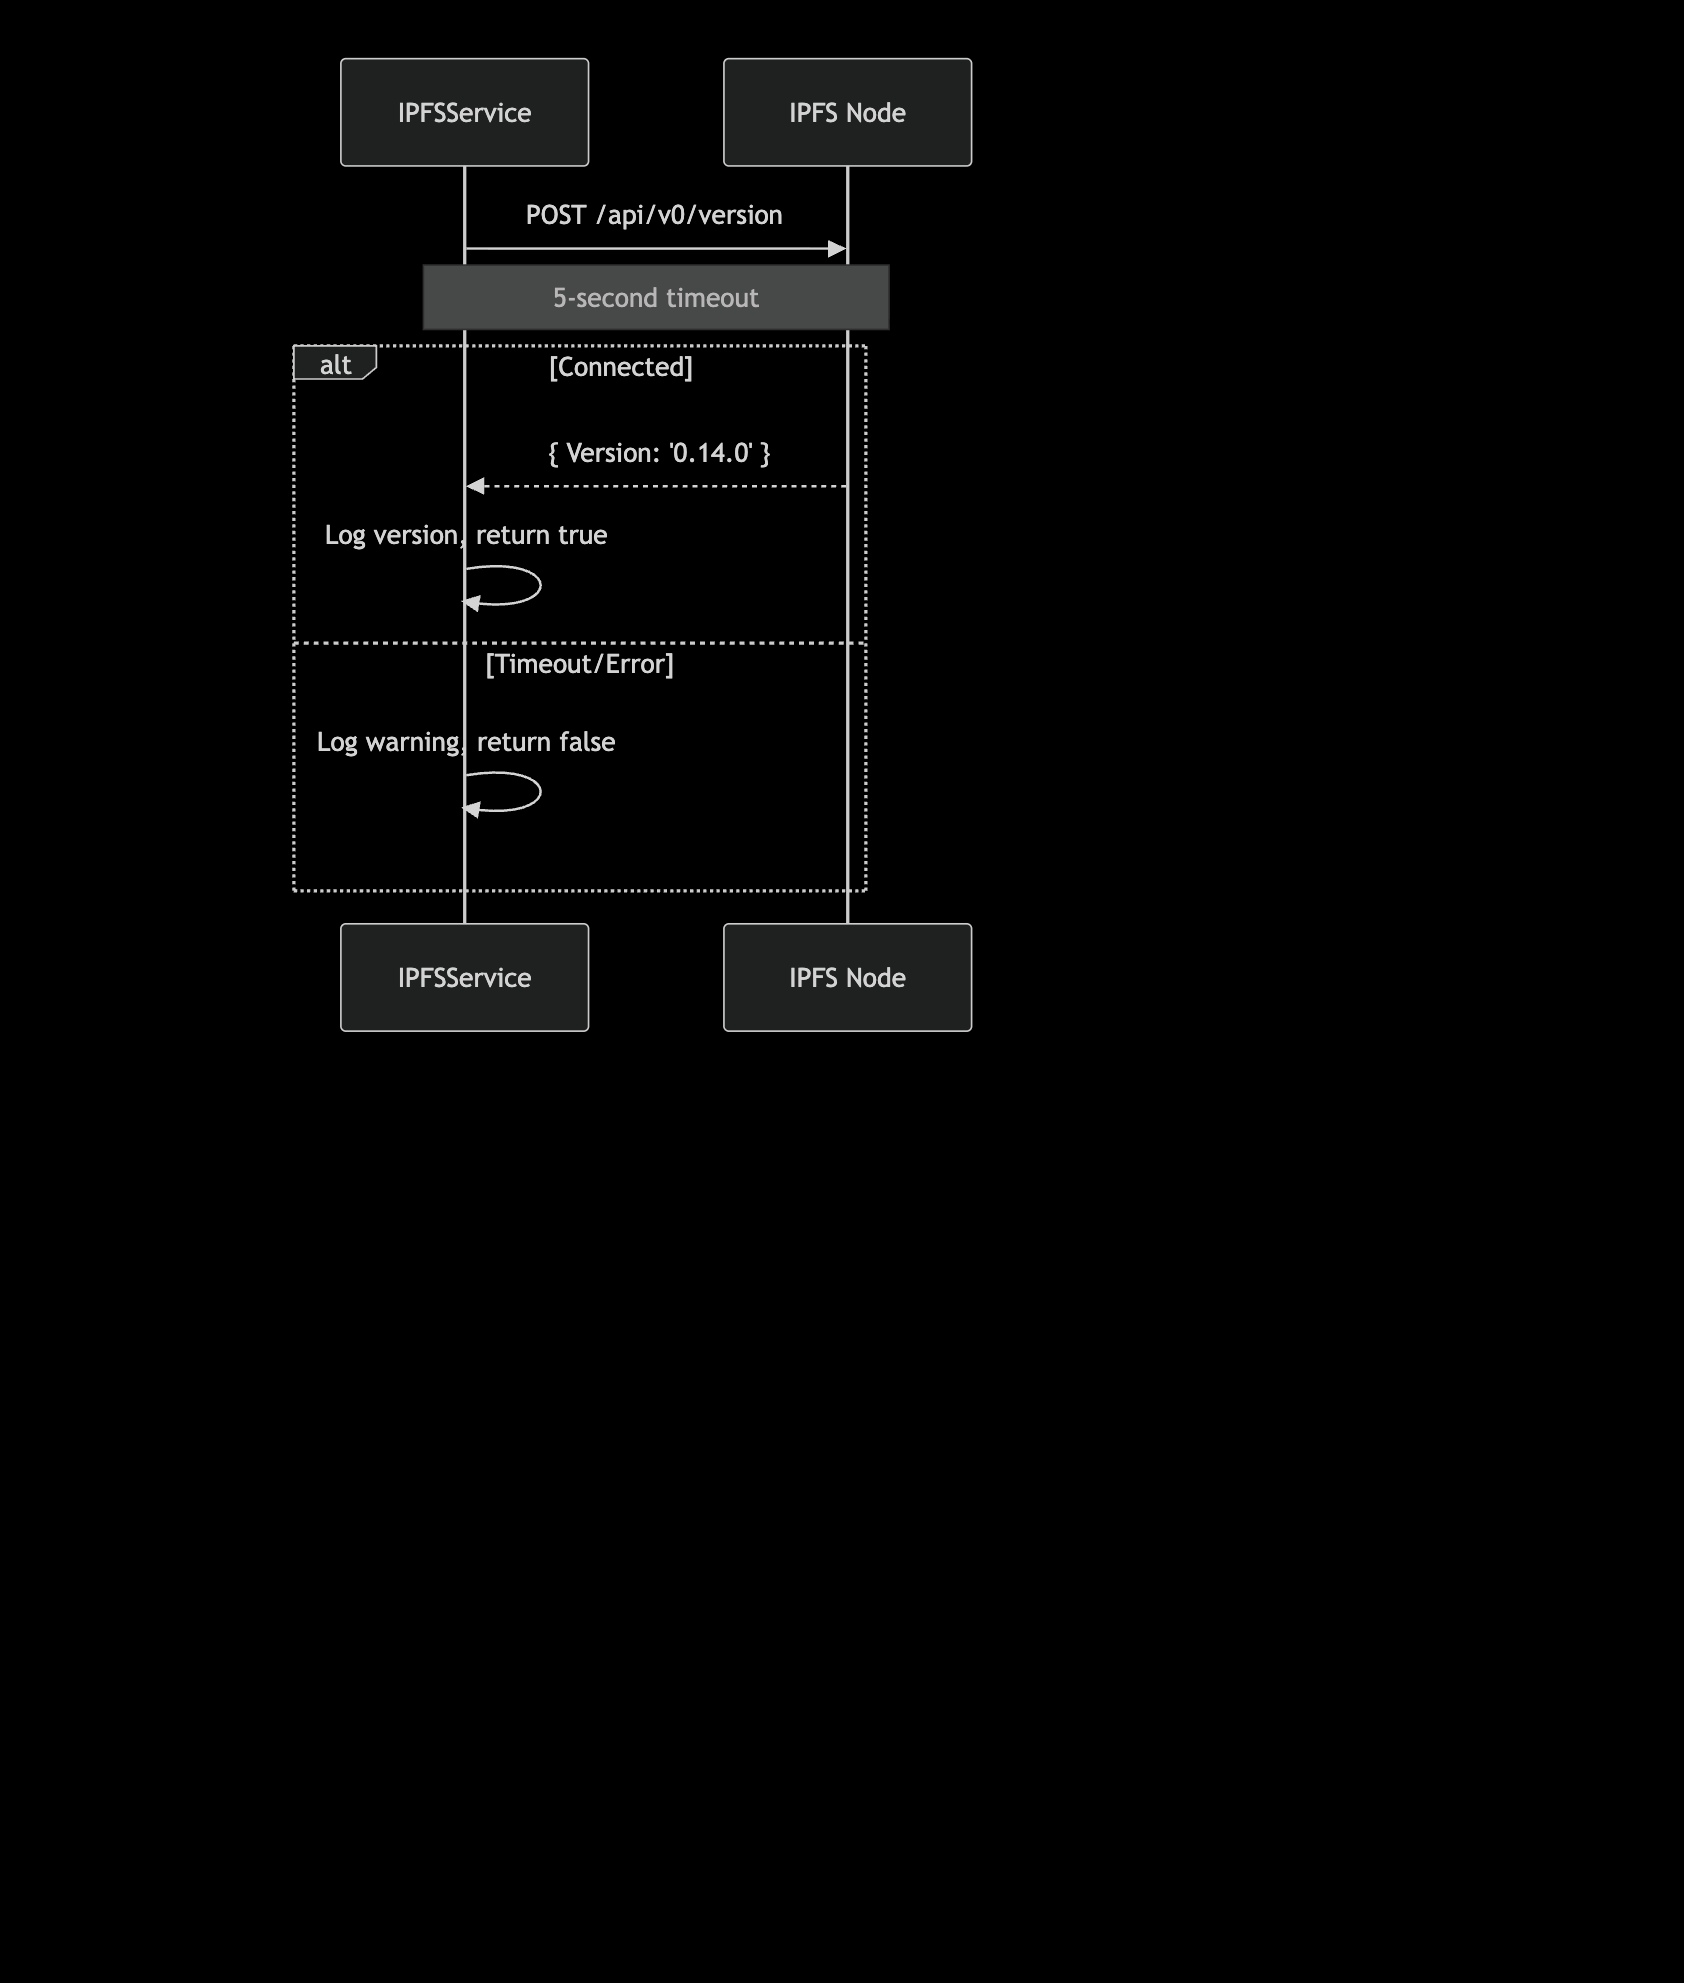 IPFSService
IPFS Node
POST /api/v0/version
5-second timeout
alt
[Connected]
{ Version: '0.14.0' }
Log version, return true
[Timeout/Error]
Log warning, return false
IPFSService
IPFS Node